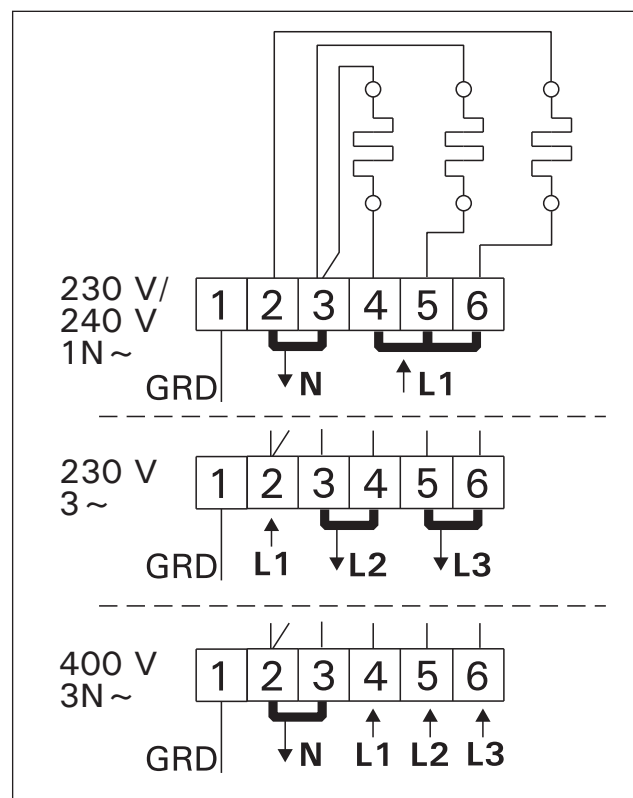 230 V/
240 V
1N ~
1 2 3 4 5 6
GRD N L1
230 V
3 ~
1 2 3 4 5 6
GRD L1 L2 L3
400 V
3N ~
1 2 3 4 5 6
GRD N L1 L2 L3